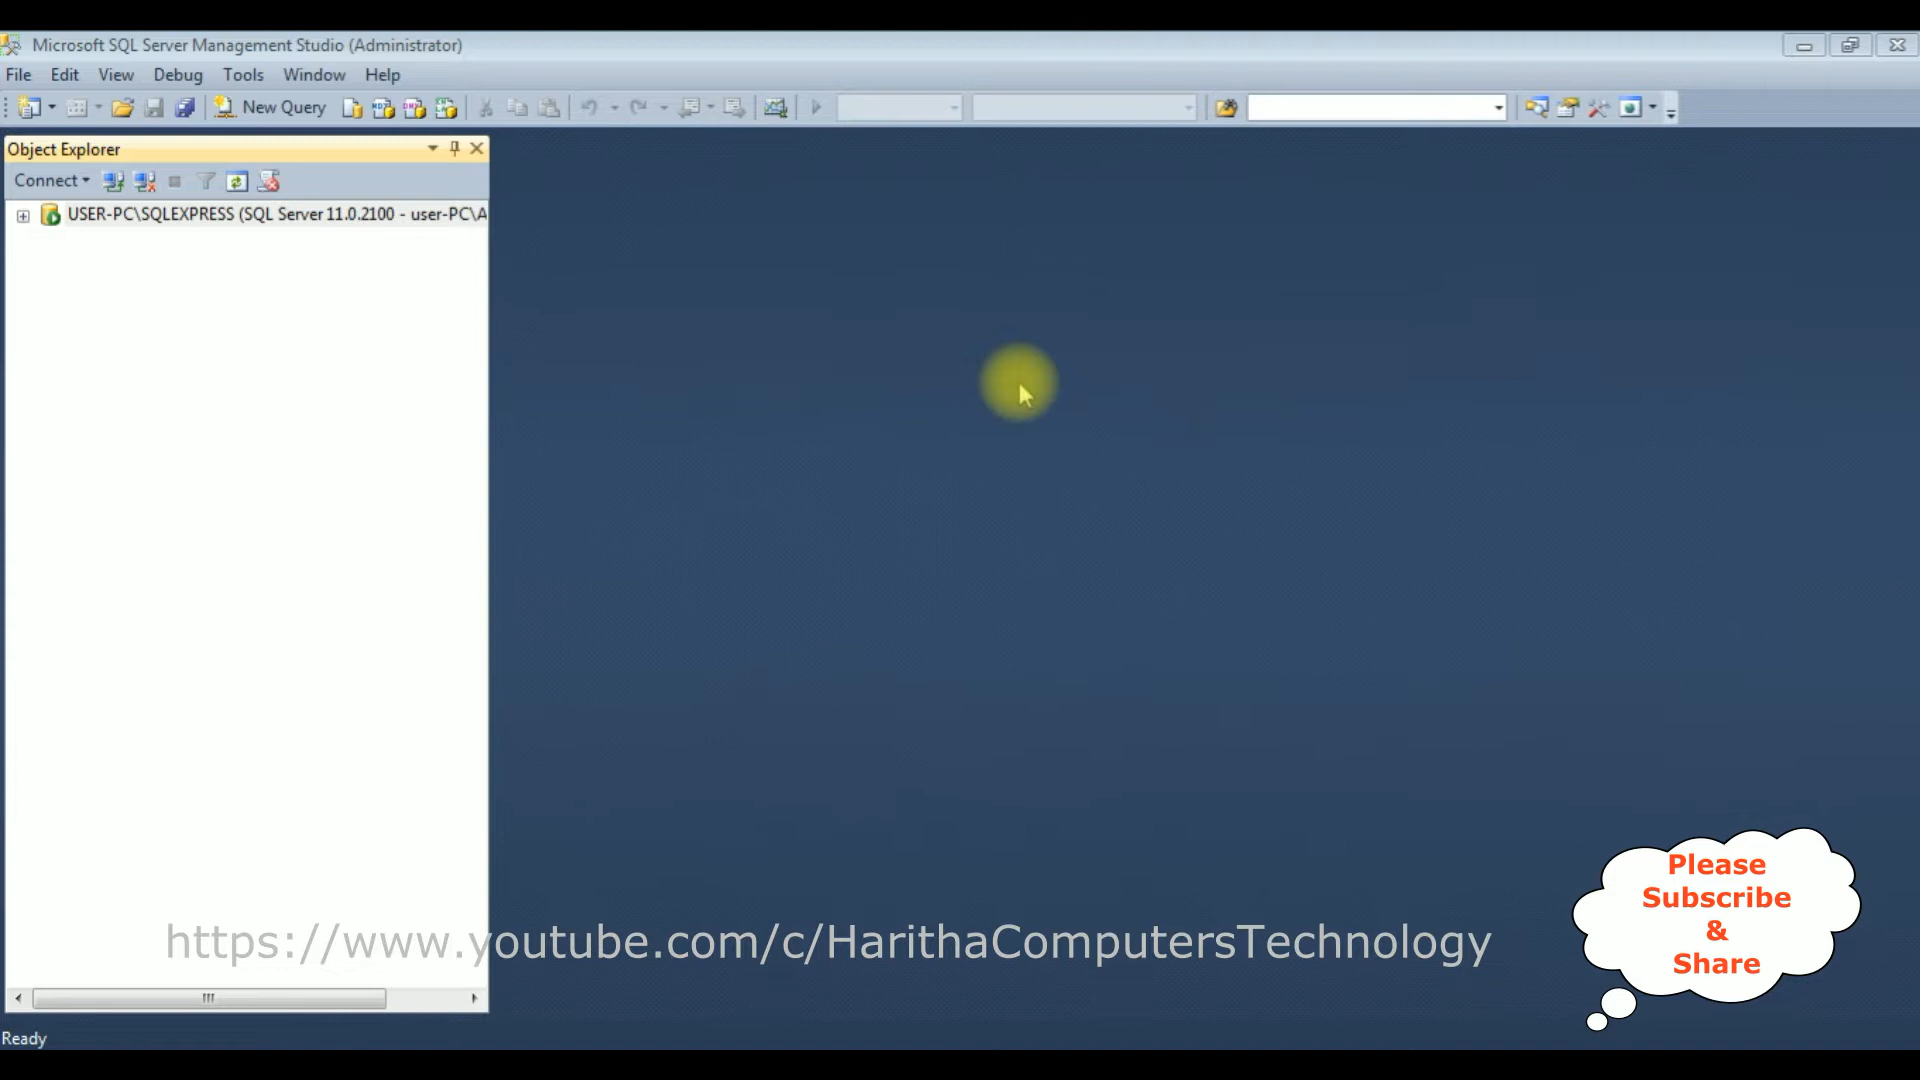 Microsoft SQL Server Management Studio (Administrator)
File Edit View Debug Tools Window Help
New Query
Object Explorer
Connect
USER-PC\SQLEXPRESS (SQL Server 11.0.2100 - user-PC\A
https://www.youtube.com/c/HarithaComputersTechnology
Please
Subscribe
&
Share
Ready